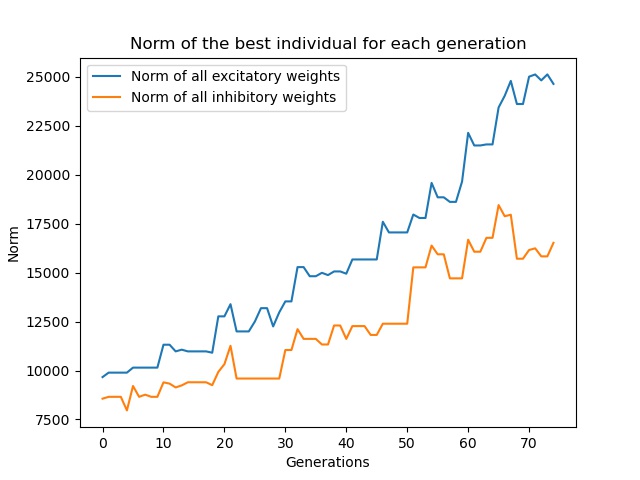 Norm of the best individual for each generation
Norm of all excitatory weights
Norm of all inhibitory weights
25000
22500
20000
17500
15000
12500
10000
7500
Norm
0 10 20 30 40 50 60 70
Generations